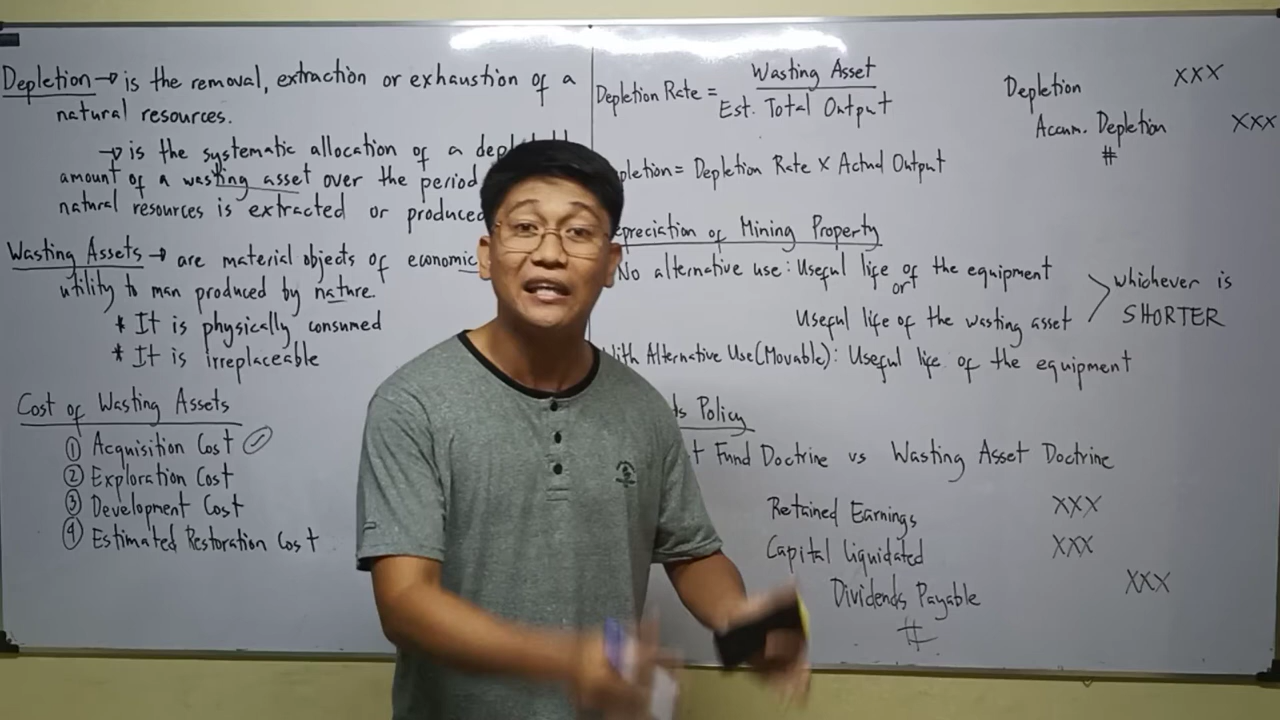 Depletion → is the removal, extraction or exhaustion of a
natural resources.
→ is the systematic allocation of a
amount of a wasting asset over the period
natural resources is extracted or produced
Wasting Assets → are material objects of economic
utility to man produced by nature.
* It is physically consumed
* It is irreplaceable
Cost of Wasting Assets
① Acquisition Cost
② Exploration Cost
③ Development Cost
④ Estimated Restoration Cost
Depletion Rate = Wasting Asset
Est. Total Output
= Depletion Rate X Actual Output
of Mining Property
No alternative use: Useful life of the equipment
or
Useful life of the wasting asset
whichever is
SHORTER
Alternative Use (Movable): Useful life of the equipment
Policy
Fund Doctrine vs Wasting Asset Doctrine
Retained Earnings XXX
Capital Liquidated XXX
Dividends Payable XXX
#
Depletion XXX
Accum. Depletion XXX
#